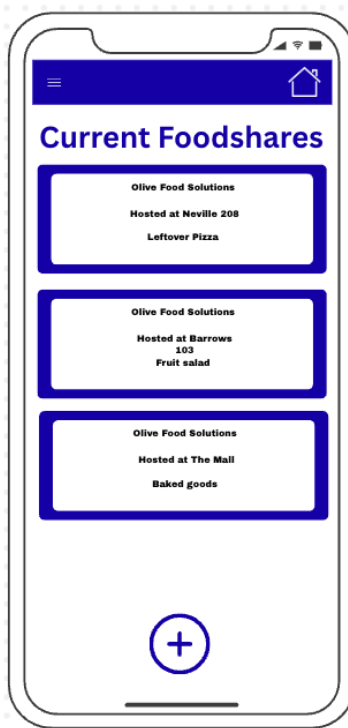 Current Foodshares
Olive Food Solutions
Hosted at Neville 208
Leftover Pizza
Olive Food Solutions
Hosted at Barrows
103
Fruit salad
Olive Food Solutions
Hosted at The Mall
Baked goods